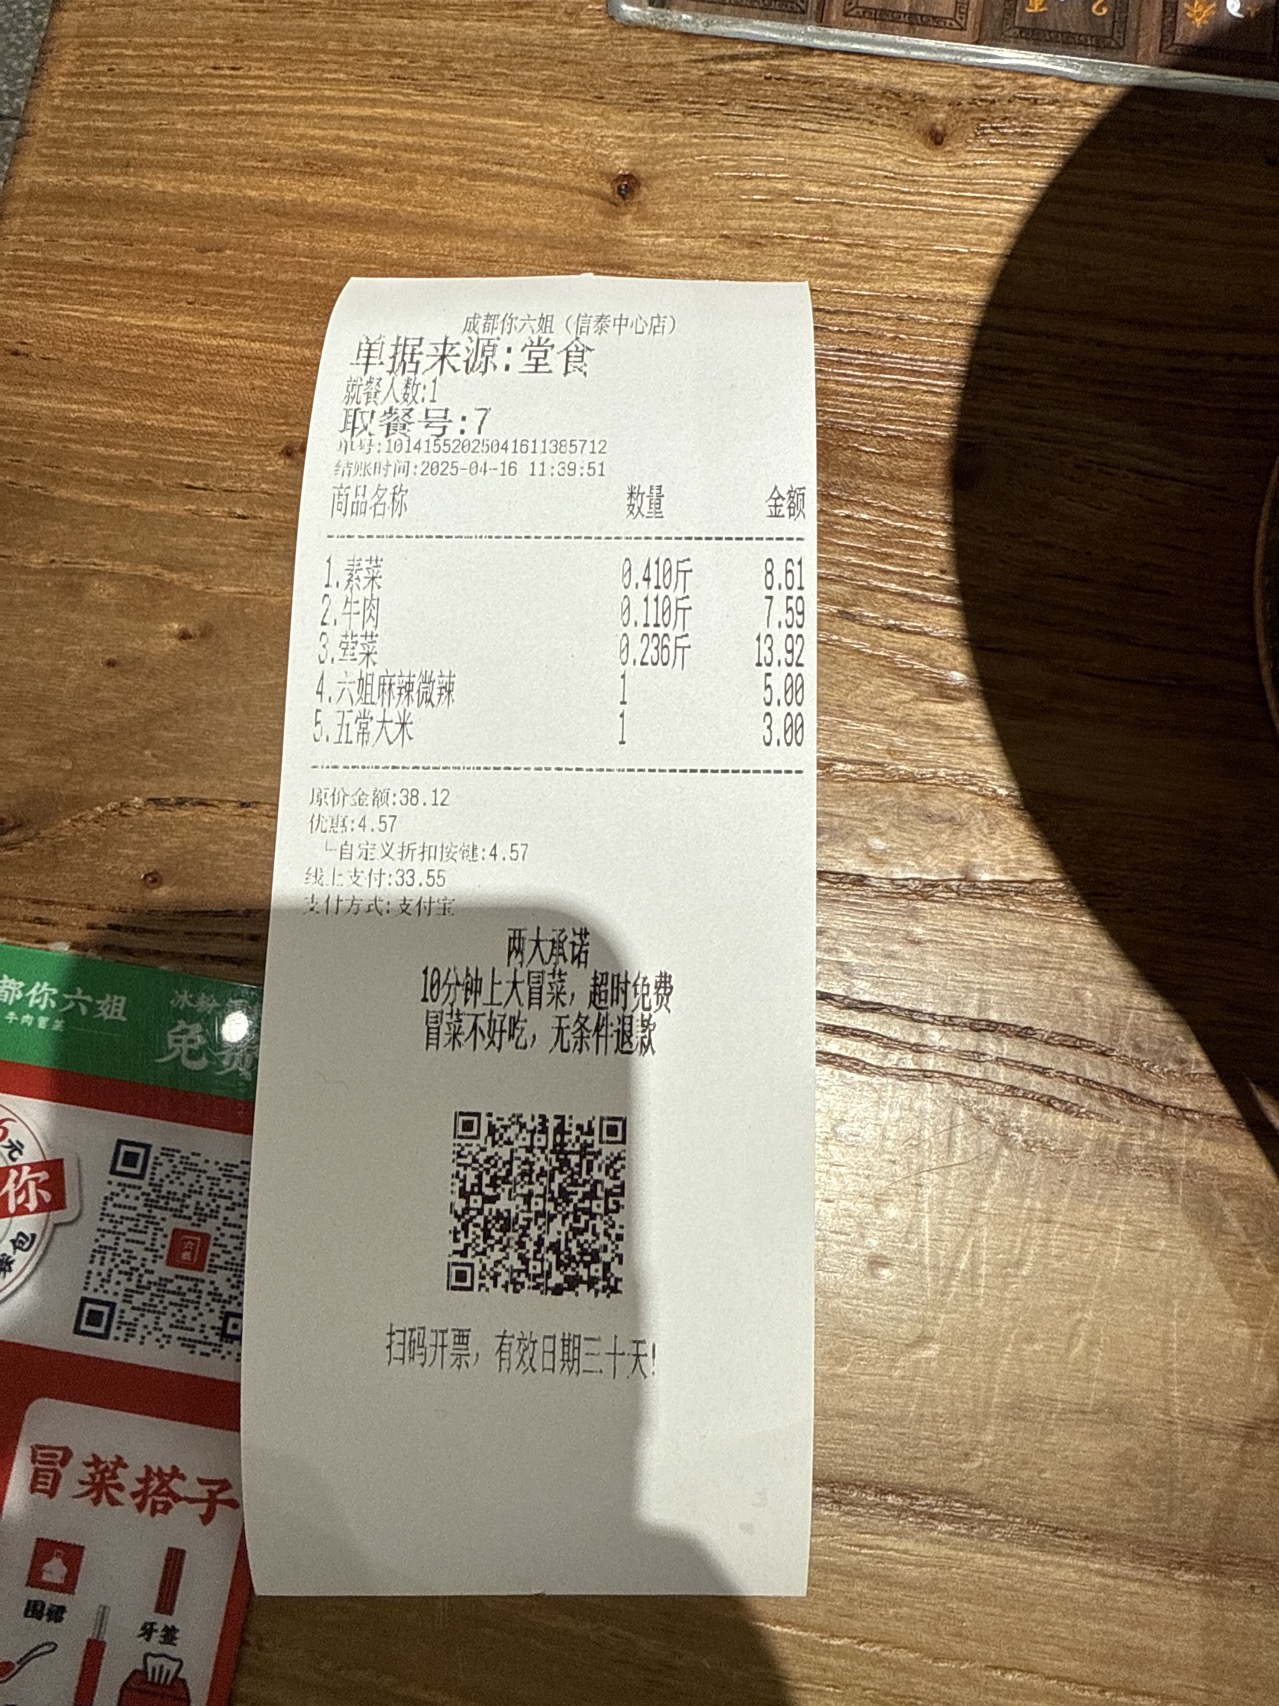 成都你六姐（信泰中心店）
单据来源:堂食
就餐人数:1
取餐号:7
单号:10141552025041611385712
结账时间:2025-04-16 11:39:51
商品名称 数量 金额
1.素菜 0.410斤 8.61
2.牛肉 0.110斤 7.59
3.荤菜 0.236斤 13.92
4.六姐麻辣微辣 1 5.00
5.五常大米 1 3.00
原价金额:38.12
优惠:4.57
└自定义折扣按键:4.57
线上支付:33.55
支付方式:支付宝
两大承诺
10分钟上大冒菜，超时免费
冒菜不好吃，无条件退款
扫码开票，有效日期三十天!
都你六姐
牛肉冒菜
冰粉
免费
元
你
六姐
冒菜搭子
围裙
牙签